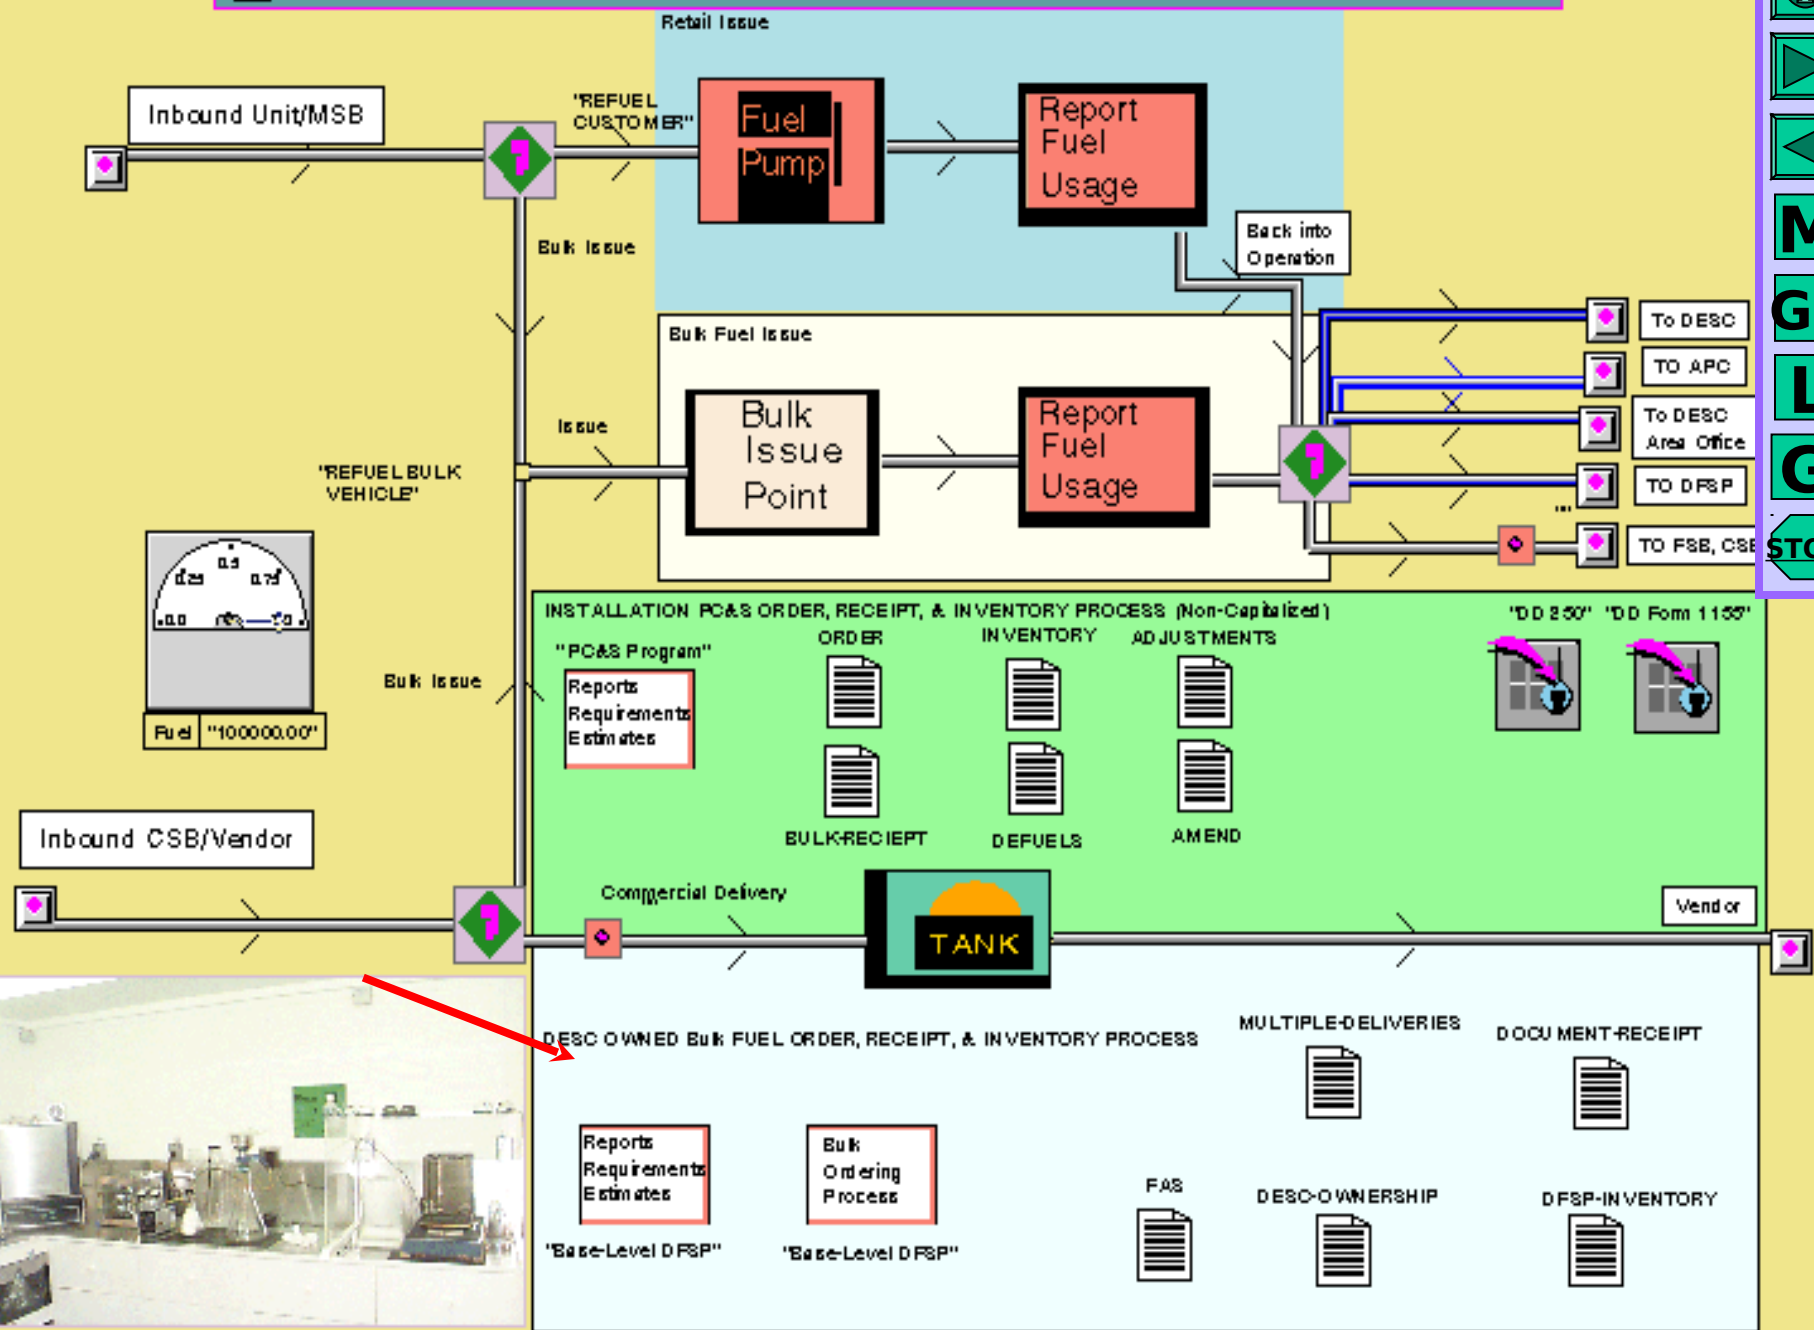 Retail Issue
Inbound Unit/MSB
"REFUEL
CUSTOMER"
Fuel
Pump
Report
Fuel
Usage
Bulk Issue
Back into
Operation
Bulk Fuel Issue
To DESC
TO APC
To DESC
Area Office
TO DFSP
TO FSB, CSB
Issue
Bulk
Issue
Point
Report
Fuel
Usage
"REFUEL BULK
VEHICLE"
0.0
0.25
0.5
0.75
1.0
Fuel "100000.00"
Bulk Issue
INSTALLATION PC&S ORDER, RECEIPT, & INVENTORY PROCESS (Non-Capitalized)
"DD 250" "DD Form 1155"
"PC&S Program"
Reports
Requirements
Estimates
ORDER
INVENTORY
ADJUSTMENTS
BULK-RECIEPT
DEFUELS
AMEND
Inbound CSB/Vendor
Commercial Delivery
TANK
Vendor
DESC OWNED Bulk FUEL ORDER, RECEIPT, & INVENTORY PROCESS
MULTIPLE-DELIVERIES
DOCUMENT-RECEIPT
Reports
Requirements
Estimates
"Base-Level DFSP"
Bulk
Ordering
Process
"Base-Level DFSP"
FAS
DESC-OWNERSHIP
DFSP-INVENTORY
M
G
L
G
STO